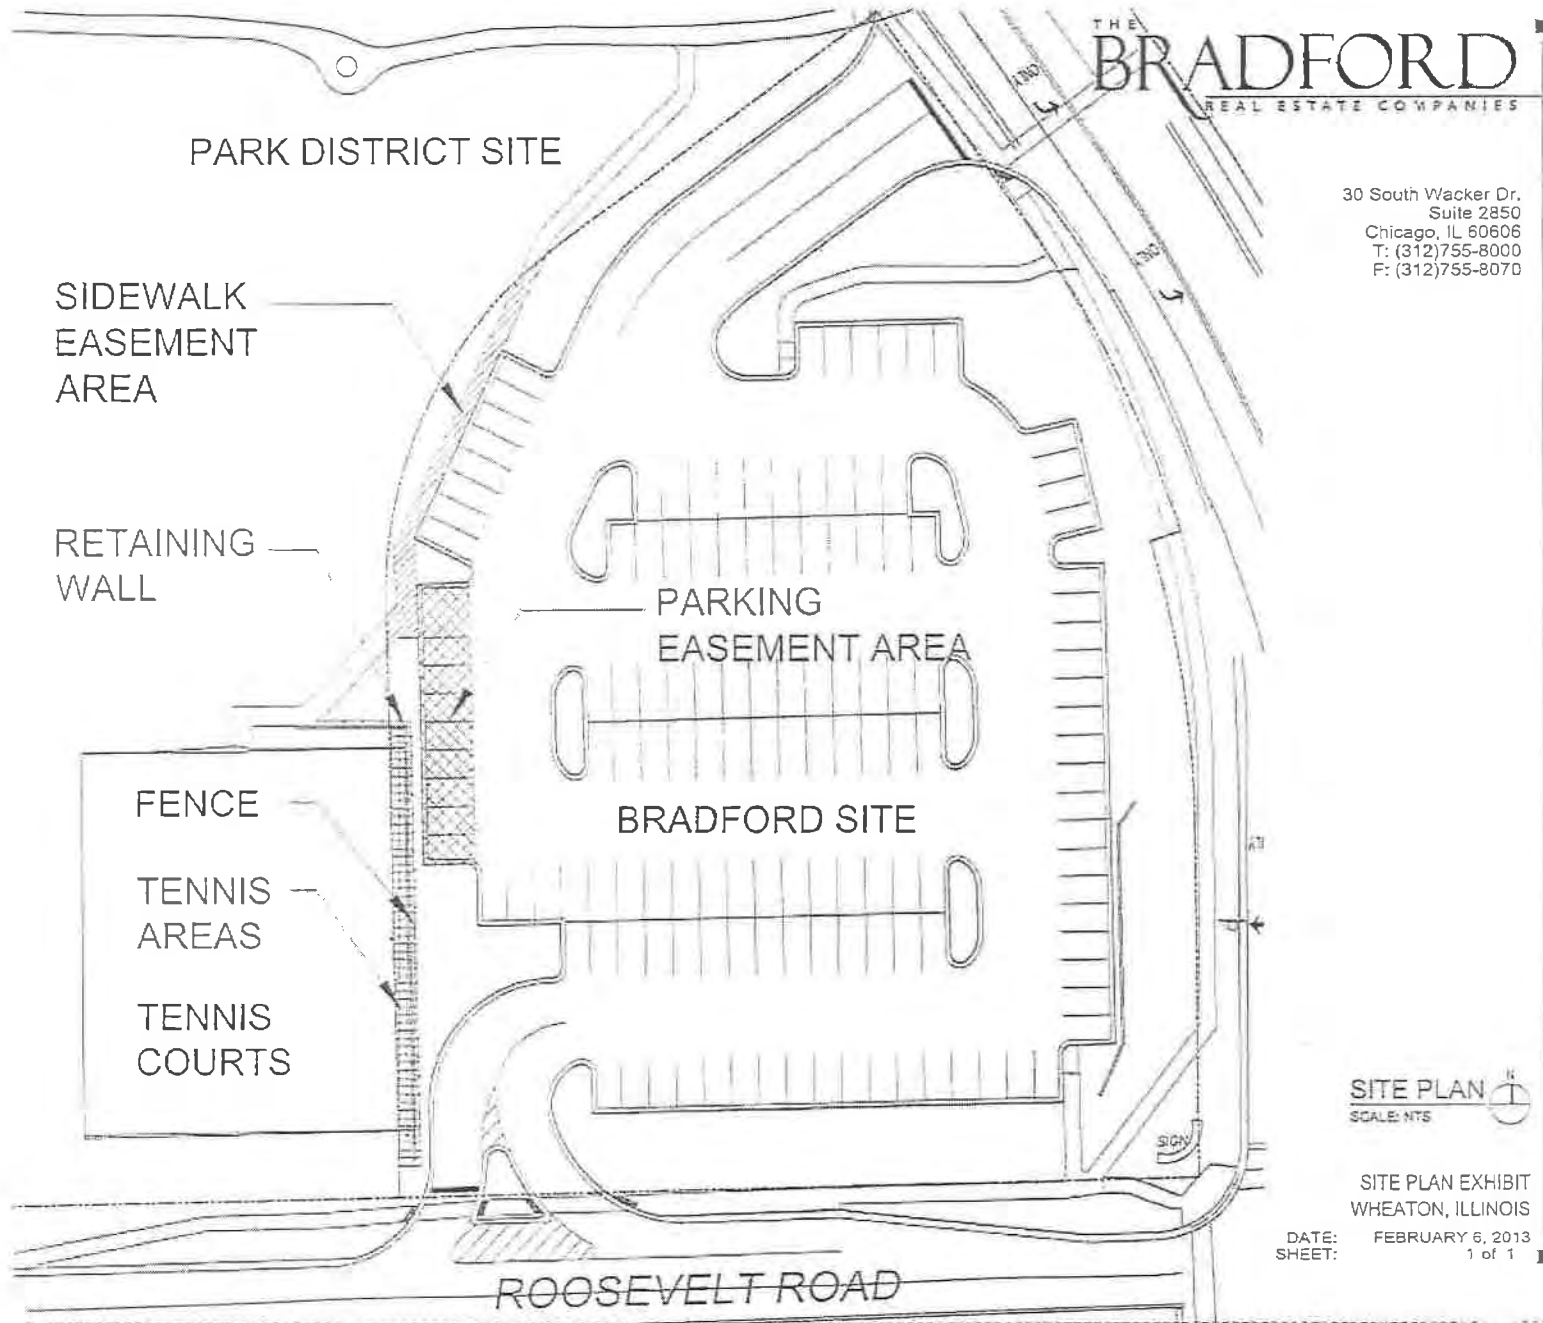 THE
BRADFORD
REAL ESTATE COMPANIES
30 South Wacker Dr.
Suite 2850
Chicago, IL 60606
T: (312)755-8000
F: (312)755-8070
PARK DISTRICT SITE
ONLY
ONLY
SIDEWALK
EASEMENT
AREA
RETAINING
WALL
PARKING
EASEMENT AREA
FENCE
BRADFORD SITE
TENNIS
AREAS
TENNIS
COURTS
SIGN
N
SITE PLAN
SCALE: NTS
SITE PLAN EXHIBIT
WHEATON, ILLINOIS
DATE: FEBRUARY 6, 2013
SHEET: 1 of 1
ROOSEVELT ROAD